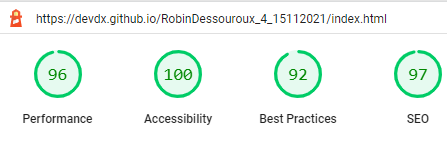 https://devdx.github.io/RobinDessouroux_4_15112021/index.html
96 100 92 97
Performance Accessibility Best Practices SEO